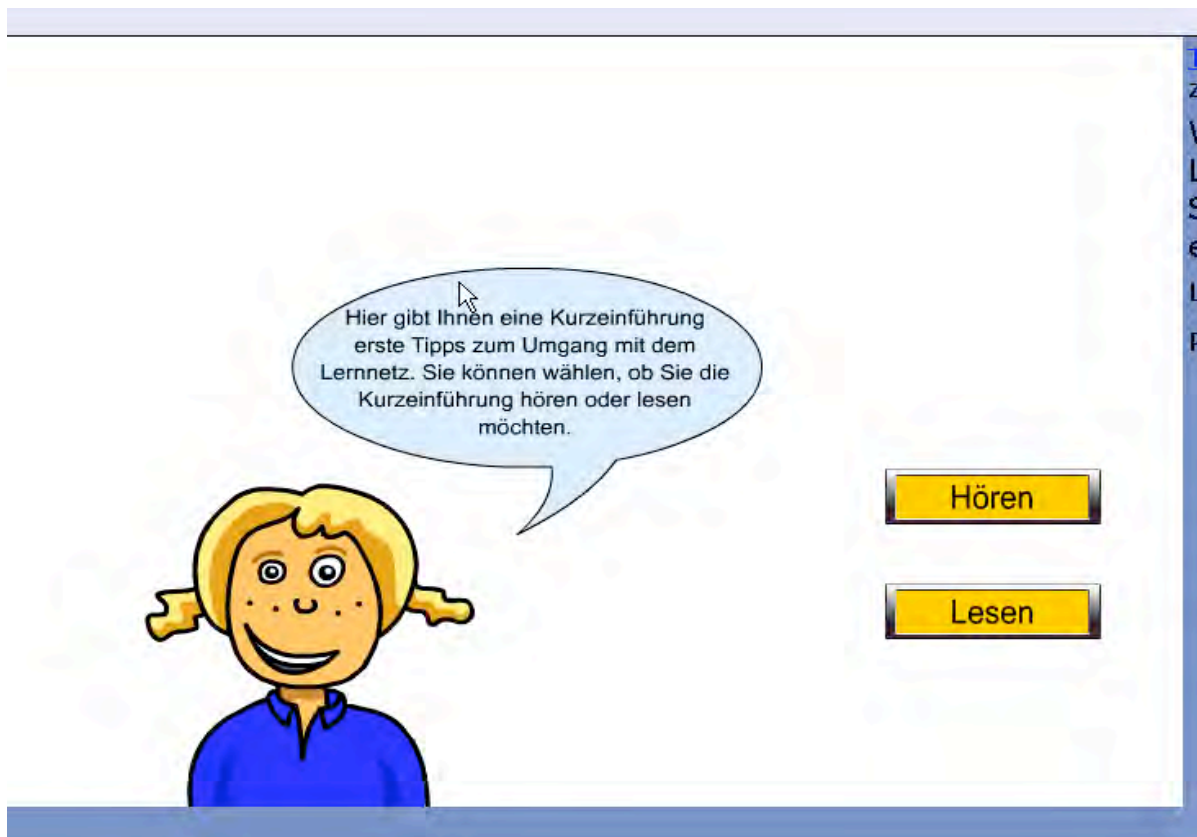 Hier gibt Ihnen eine Kurzeinführung
erste Tipps zum Umgang mit dem
Lernnetz. Sie können wählen, ob Sie die
Kurzeinführung hören oder lesen
möchten.
Hören
Lesen